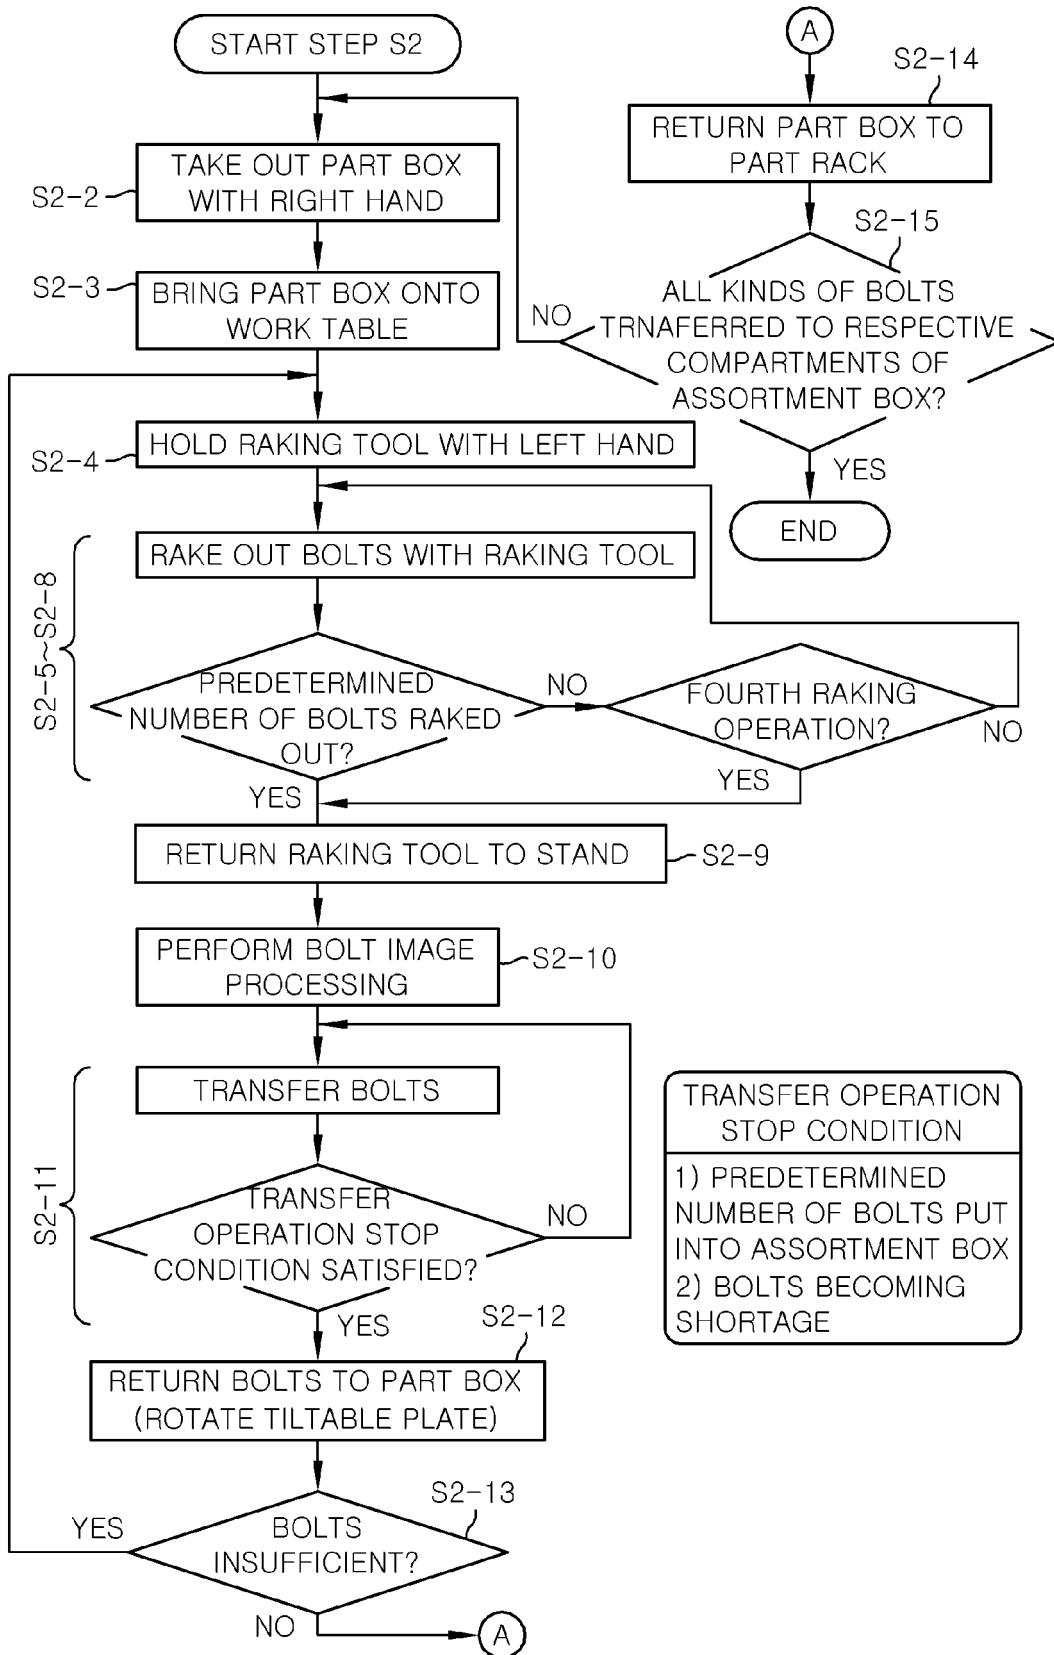 START STEP S2
S2-2
TAKE OUT PART BOX
WITH RIGHT HAND
S2-3
BRING PART BOX ONTO
WORK TABLE
S2-4
HOLD RAKING TOOL WITH LEFT HAND
S2-5~S2-8
RAKE OUT BOLTS WITH RAKING TOOL
PREDETERMINED
NUMBER OF BOLTS RAKED
OUT?
NO
YES
FOURTH RAKING
OPERATION?
NO
YES
RETURN RAKING TOOL TO STAND
S2-9
PERFORM BOLT IMAGE
PROCESSING
S2-10
S2-11
TRANSFER BOLTS
TRANSFER
OPERATION STOP
CONDITION SATISFIED?
NO
YES
S2-12
RETURN BOLTS TO PART BOX
(ROTATE TILTABLE PLATE)
S2-13
BOLTS
INSUFFICIENT?
YES
NO
A
A
S2-14
RETURN PART BOX TO
PART RACK
S2-15
ALL KINDS OF BOLTS
TRNAFERRED TO RESPECTIVE
COMPARTMENTS OF
ASSORTMENT BOX?
NO
YES
END
TRANSFER OPERATION
STOP CONDITION
1) PREDETERMINED
NUMBER OF BOLTS PUT
INTO ASSORTMENT BOX
2) BOLTS BECOMING
SHORTAGE